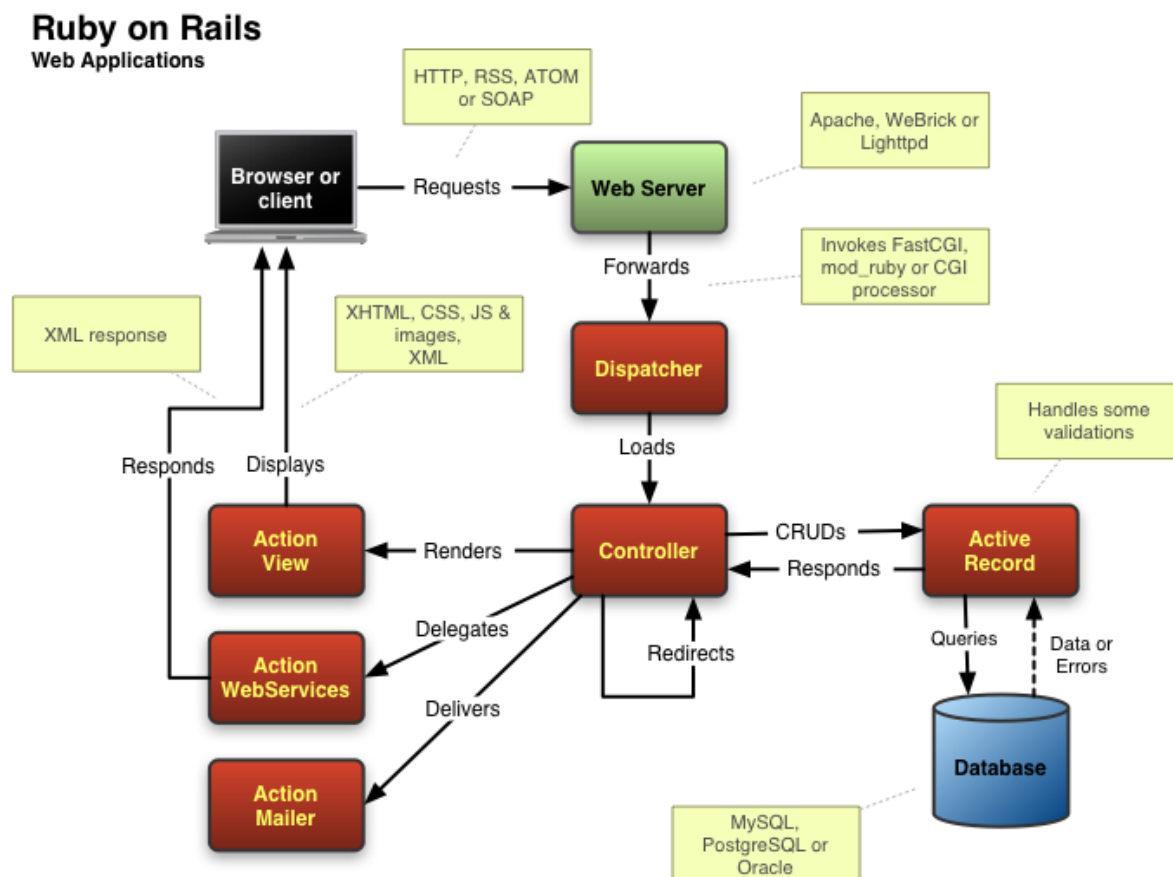 Ruby on Rails
Web Applications
HTTP, RSS, ATOM
or SOAP
Apache, WeBrick or
Lighttpd
Browser or
client
Requests
Web Server
Forwards
Invokes FastCGI,
mod_ruby or CGI
processor
XML response
XHTML, CSS, JS &
images,
XML
Dispatcher
Handles some
validations
Responds
Displays
Loads
Action
View
Renders
Controller
CRUDs
Responds
Active
Record
Delegates
Redirects
Queries
Data or
Errors
Action
WebServices
Delivers
Action
Mailer
Database
MySQL,
PostgreSQL or
Oracle